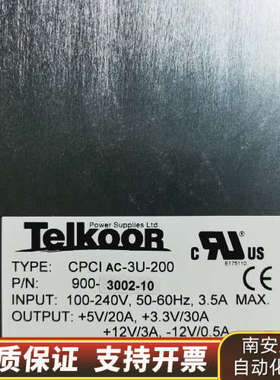 Telkoor
Power Supplies Ltd
c RU US
E175110
TYPE: CPCI AC-3U-200
P/N: 900-3002-10
INPUT: 100-240V, 50-60Hz, 3.5A MAX.
OUTPUT: +5V/20A, +3.3V/30A
+12V/3A, -12V/0.5A
质保证 支持开票
南安
自动化